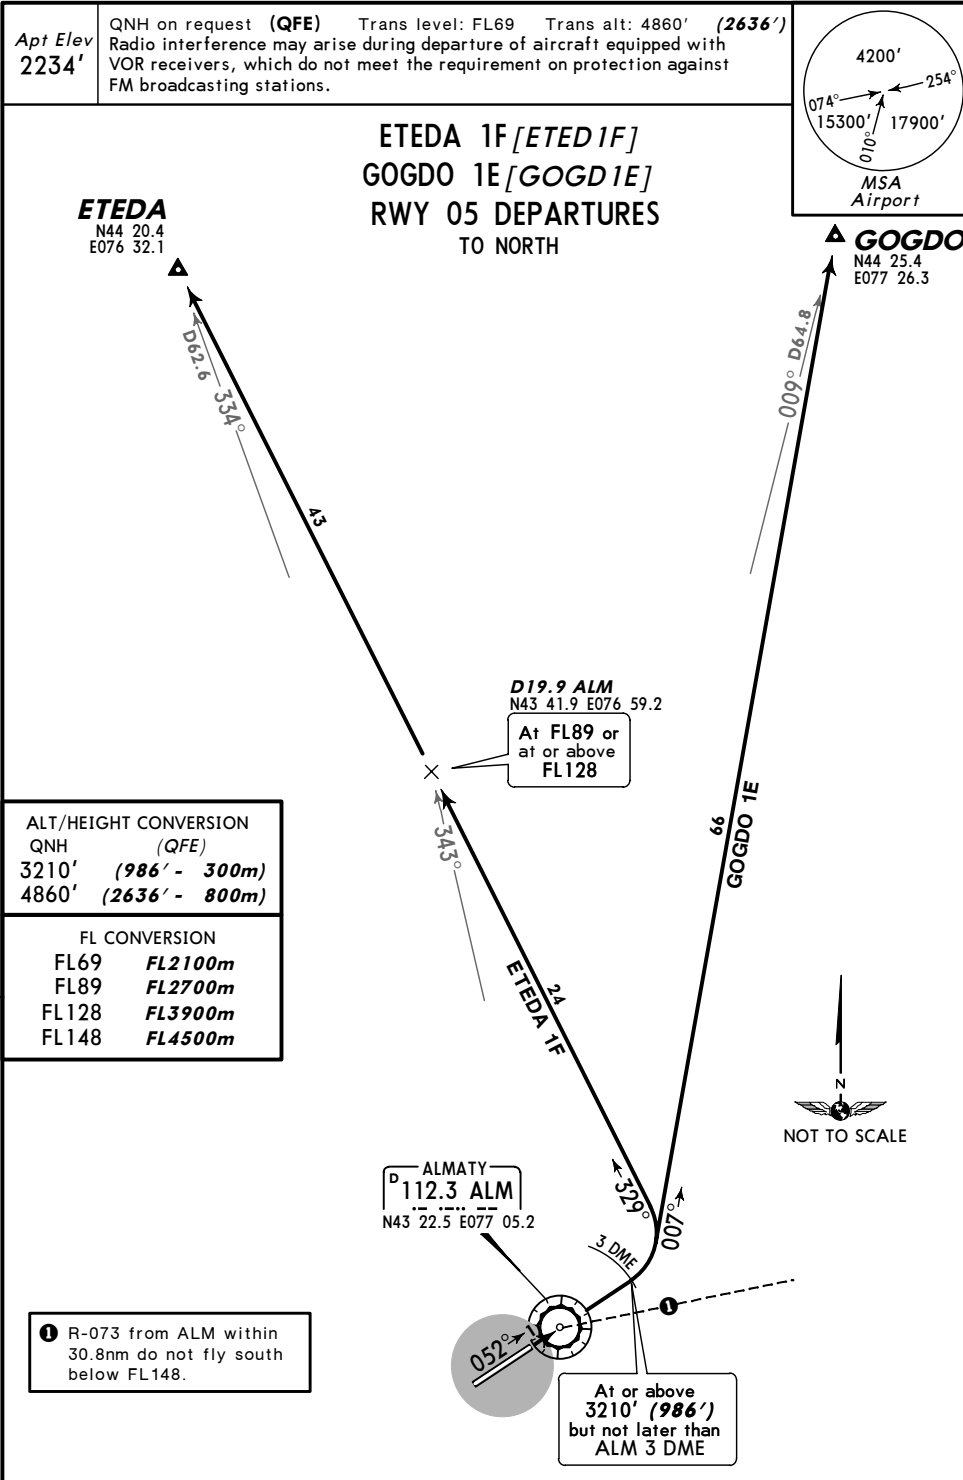 Apt Elev
2234'
QNH on request (QFE) Trans level: FL69 Trans alt: 4860' (2636')
Radio interference may arise during departure of aircraft equipped with
VOR receivers, which do not meet the requirement on protection against
FM broadcasting stations.
4200'
074°
254°
15300'
17900'
010°
MSA
Airport
ETEDA 1F [ETED1F]
GOGDO 1E [GOGD1E]
RWY 05 DEPARTURES
TO NORTH
ETEDA
N44 20.4
E076 32.1
GOGDO
N44 25.4
E077 26.3
D62.6
334°
009° D64.8
43
D19.9 ALM
N43 41.9 E076 59.2
At FL89 or
at or above
FL128
343°
66
GOGDO 1E
ALT/HEIGHT CONVERSION
QNH (QFE)
3210' (986' - 300m)
4860' (2636' - 800m)
FL CONVERSION
FL69 FL2100m
FL89 FL2700m
FL128 FL3900m
FL148 FL4500m
24
ETEDA 1F
N
NOT TO SCALE
ALMATY
D 112.3 ALM
N43 22.5 E077 05.2
329°
007°
3 DME
1
052°
1
1 R-073 from ALM within
30.8nm do not fly south
below FL148.
At or above
3210' (986')
but not later than
ALM 3 DME